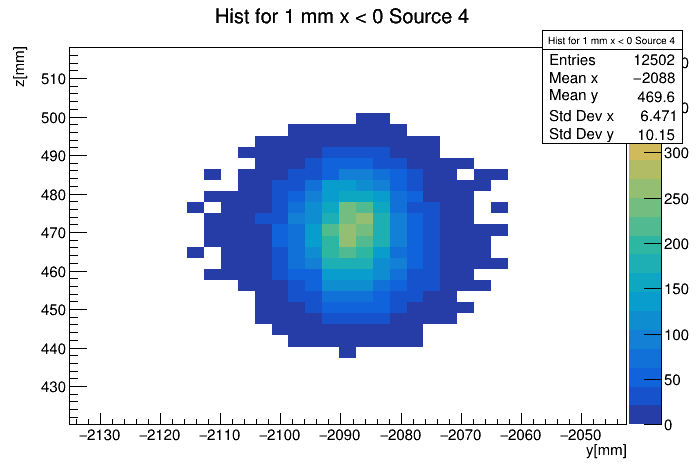 Hist for 1 mm x < 0 Source 4
z[mm]
Hist for 1 mm x < 0 Source 4
Entries 12502
Mean x −2088
Mean y 469.6
Std Dev x 6.471
Std Dev y 10.15
510
500
490
480
470
460
450
440
430
300
250
200
150
100
50
0
−2130 −2120 −2110 −2100 −2090 −2080 −2070 −2060 −2050
y[mm]